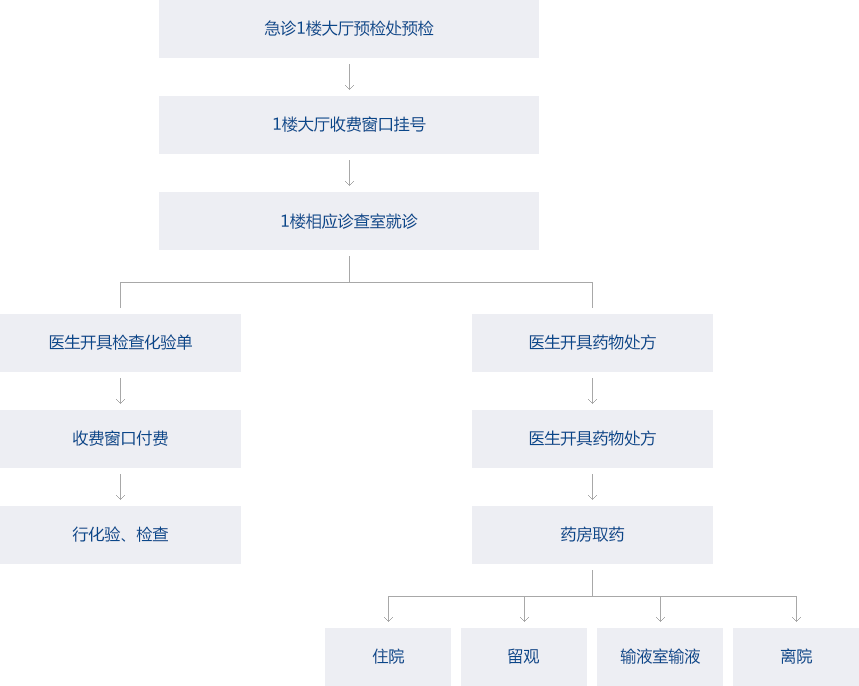 急诊1楼大厅预检处预检
1楼大厅收费窗口挂号
1楼相应诊查室就诊
医生开具检查化验单
医生开具药物处方
收费窗口付费
医生开具药物处方
行化验、检查
药房取药
住院
留观
输液室输液
离院